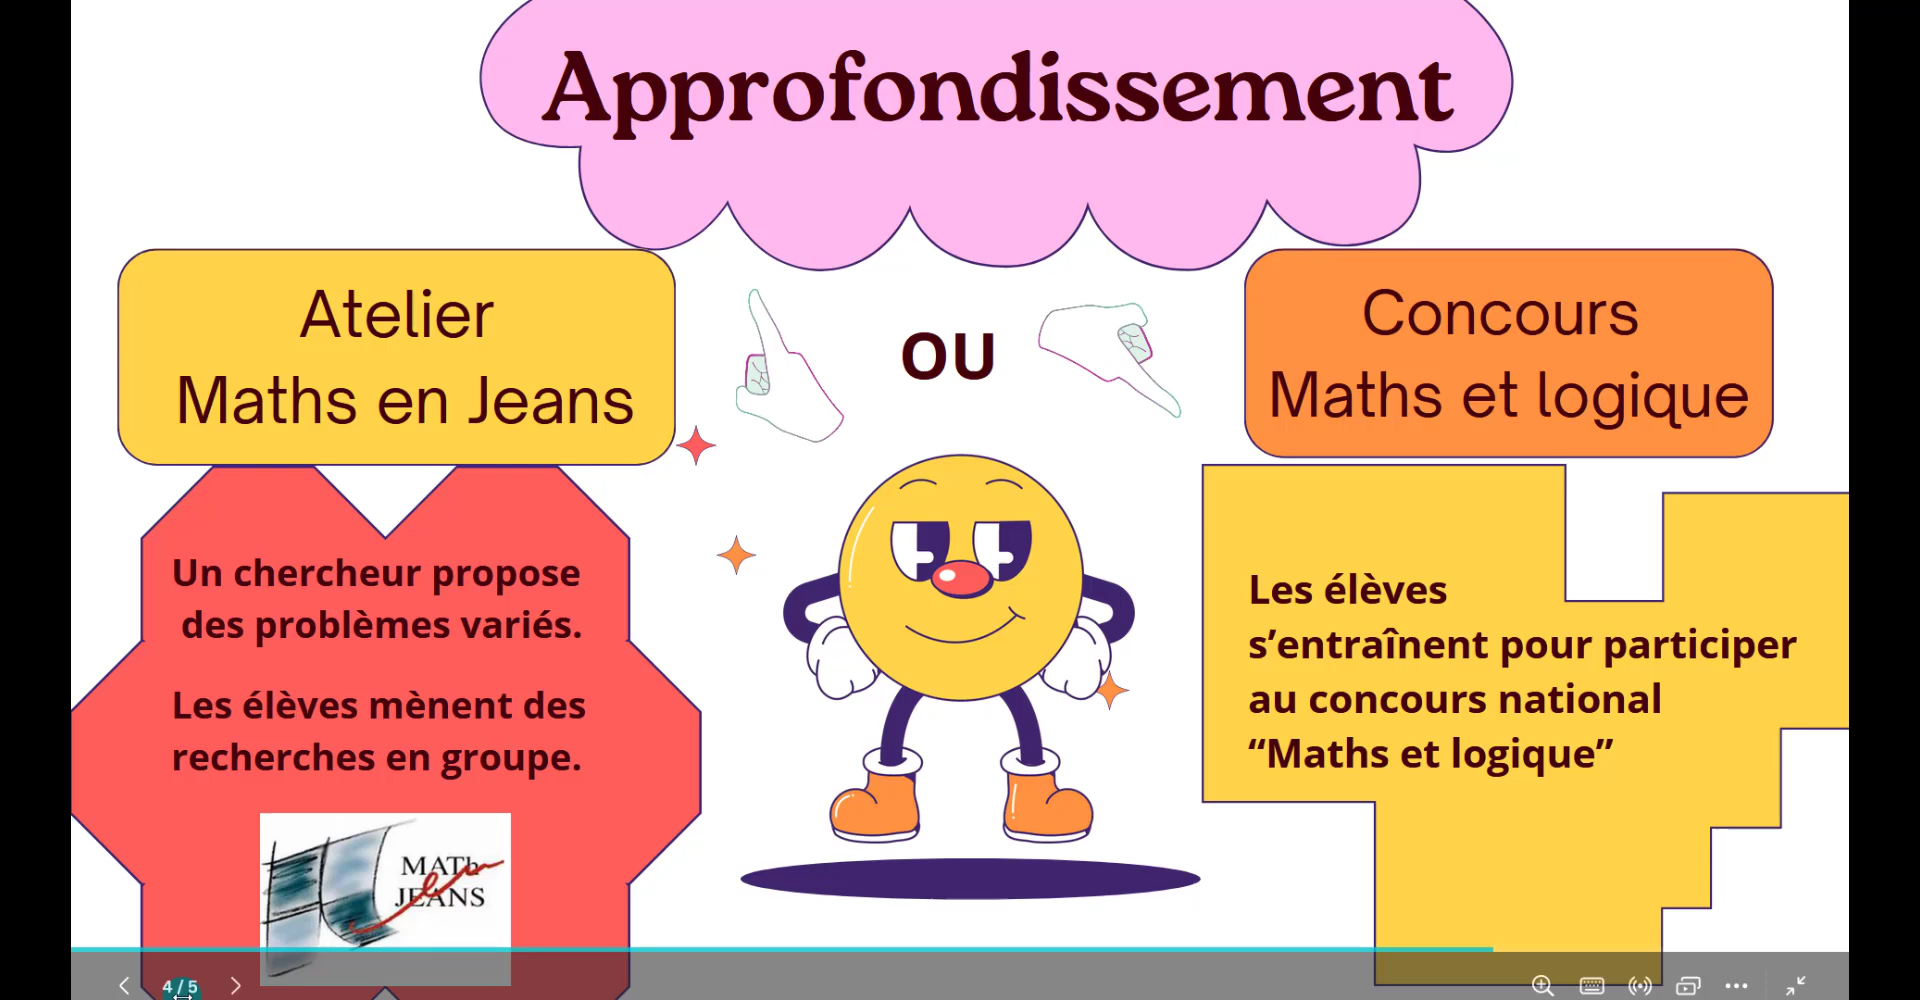 Approfondissement
Atelier
Maths en Jeans
OU
Concours
Maths et logique
Un chercheur propose
des problèmes variés.
Les élèves mènent des
recherches en groupe.
MATh
en
JEANS
Les élèves
s’entraînent pour participer
au concours national
“Maths et logique”
4 / 5